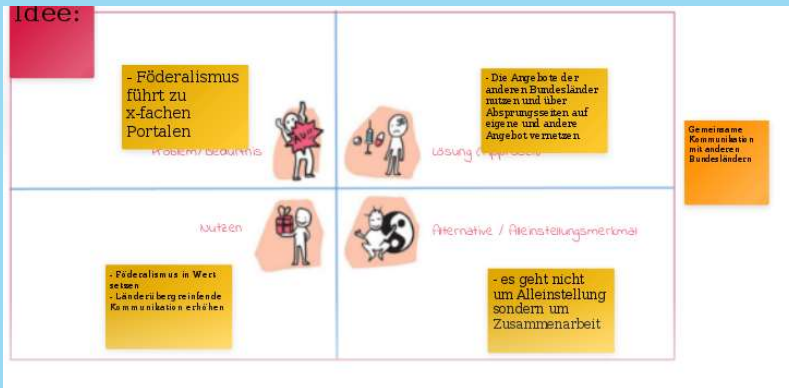 Idee:
- Föderalismus
führt zu
x-fachen
Portalen
Problem/Bedürfnis
- Die Angebote der
anderen Bundesländer
nutzen und über
Absprungseiten auf
eigene und andere
Angebot vernetzen
Lösung (Approach)
Gemeinsame
Kommunikation
mit anderen
Bundesländern
Nutzen
- Föderalismus in Wert
setzen
- Länderübergreifende
Kommunikation erhöhen
Alternative / Alleinstellungsmerkmal
- es geht nicht
um Alleinstellung
sondern um
Zusammenarbeit